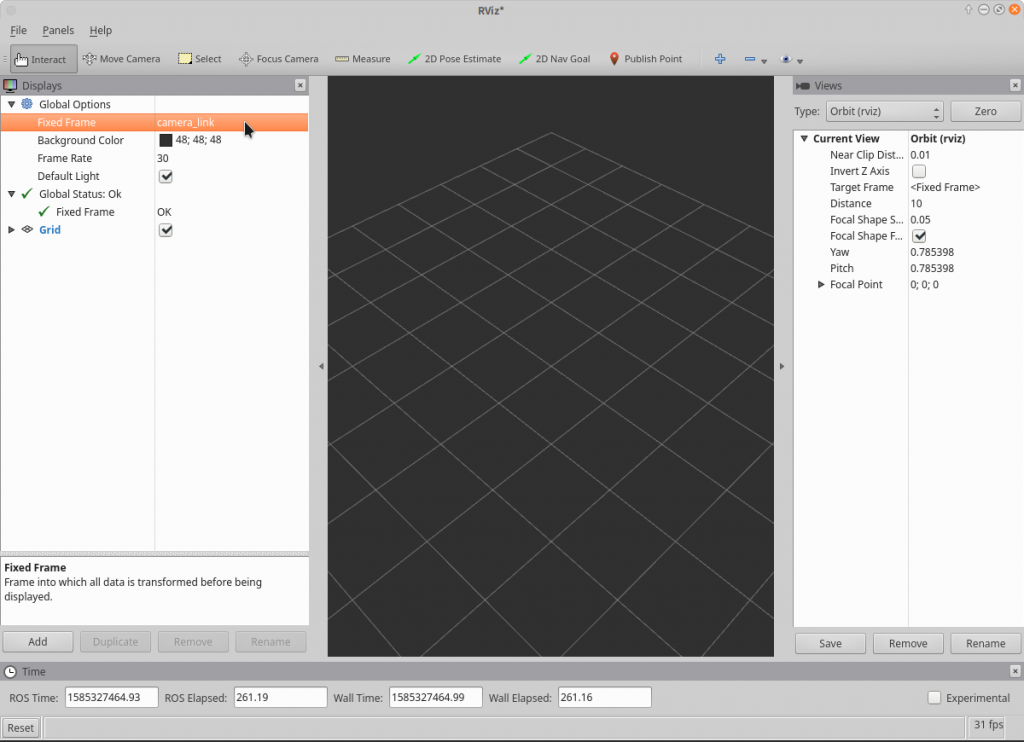 RViz*
File Panels Help
Interact Move Camera Select Focus Camera Measure 2D Pose Estimate 2D Nav Goal Publish Point
Displays
Global Options
Fixed Frame camera_link
Background Color 48; 48; 48
Frame Rate 30
Default Light
Global Status: Ok
Fixed Frame OK
Grid
Fixed Frame
Frame into which all data is transformed before being
displayed.
Add Duplicate Remove Rename
Views
Type: Orbit (rviz) Zero
Current View Orbit (rviz)
Near Clip Dist... 0.01
Invert Z Axis
Target Frame <Fixed Frame>
Distance 10
Focal Shape S... 0.05
Focal Shape F...
Yaw 0.785398
Pitch 0.785398
Focal Point 0; 0; 0
Save Remove Rename
Time
ROS Time: 1585327464.93 ROS Elapsed: 261.19 Wall Time: 1585327464.99 Wall Elapsed: 261.16 Experimental
Reset 31 fps